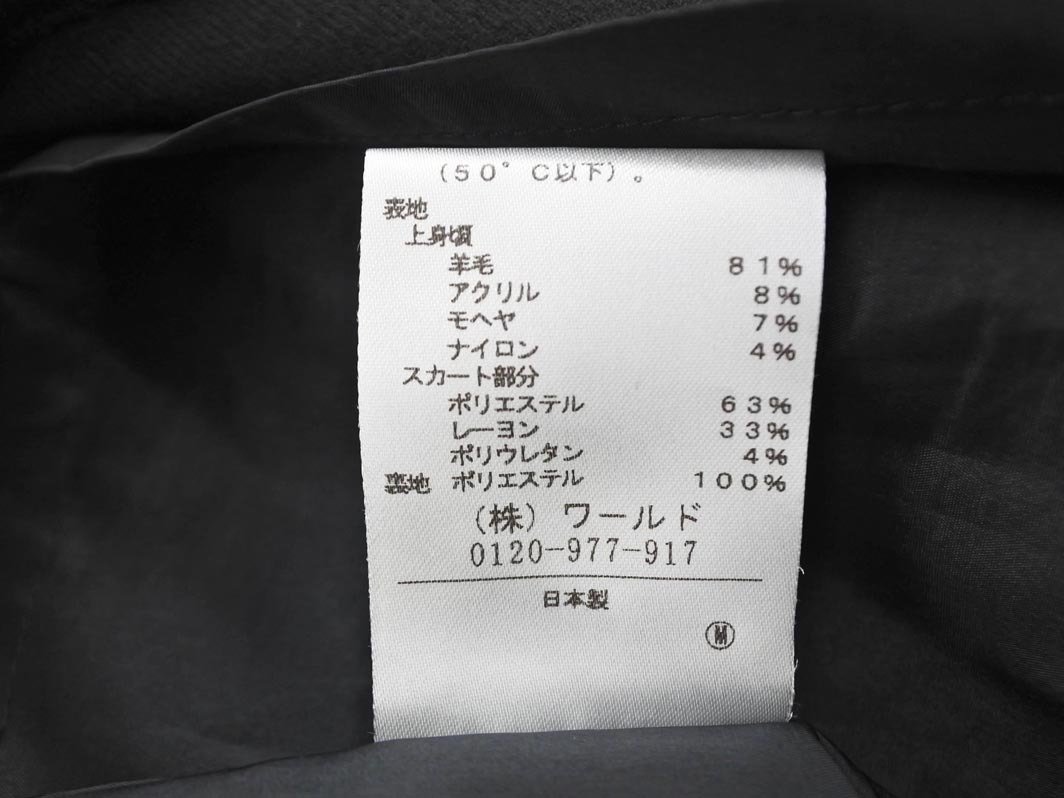 (50°C以下)。
表地
上身頃
羊毛 81%
アクリル 8%
モヘヤ 7%
ナイロン 4%
スカート部分
ポリエステル 63%
レーヨン 33%
ポリウレタン 4%
裏地 ポリエステル 100%
(株)ワールド
0120-977-917
日本製
Ⓜ